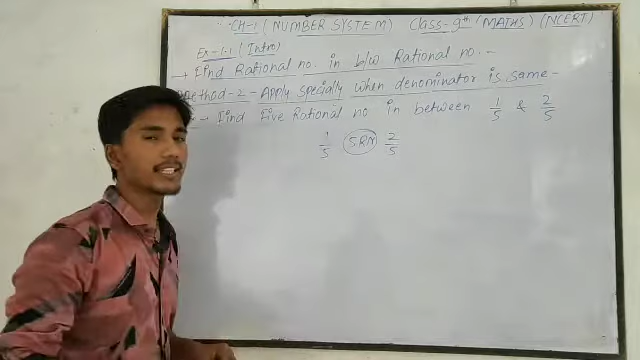 CH-1 (NUMBER SYSTEM) Class-9th (MATHS) (NCERT)
Ex-1.1 (Intro)
→ Find Rational no. in b/w Rational no. -
Method-2 - Apply specially when denominator is same -
- Find Five Rational no in between 1/5 & 2/5
1/5 5.RN 2/5